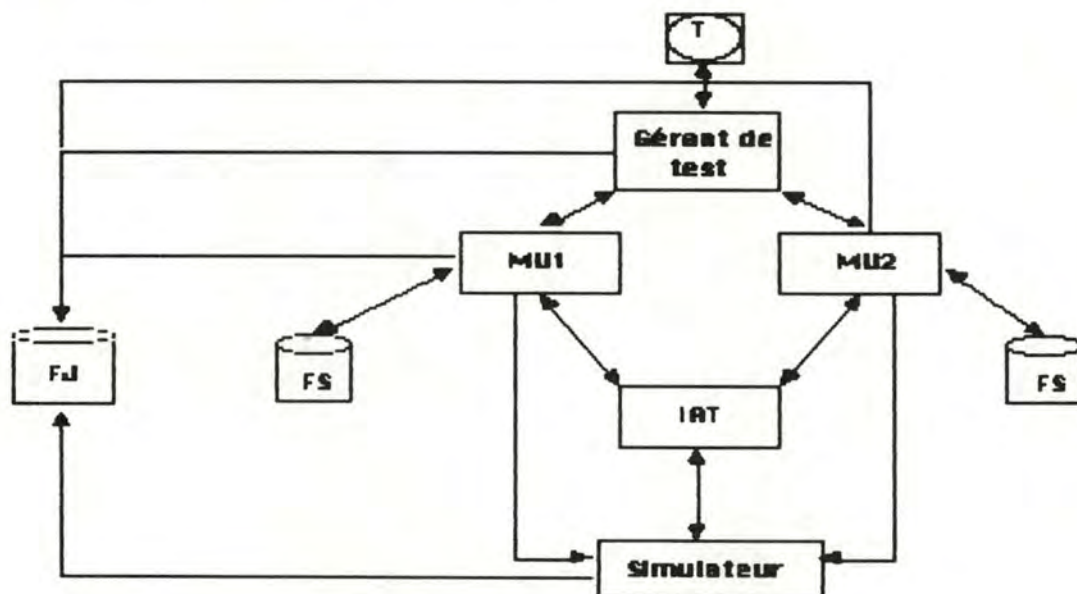 T
Gérant de
test
MU1
MU2
FJ
FS
FS
IAT
Simulateur